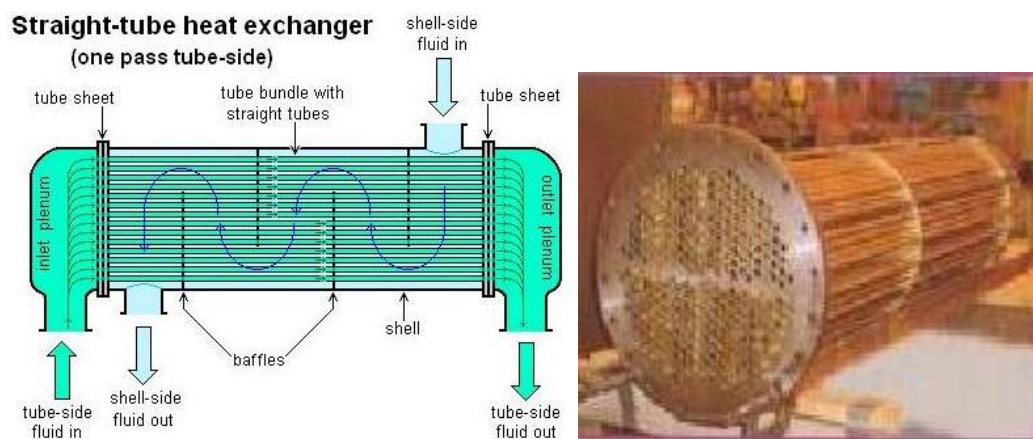 Straight-tube heat exchanger
(one pass tube-side)
shell-side
fluid in
tube sheet
tube bundle with
straight tubes
tube sheet
inlet plenum
outlet plenum
baffles
shell
tube-side
fluid in
shell-side
fluid out
tube-side
fluid out